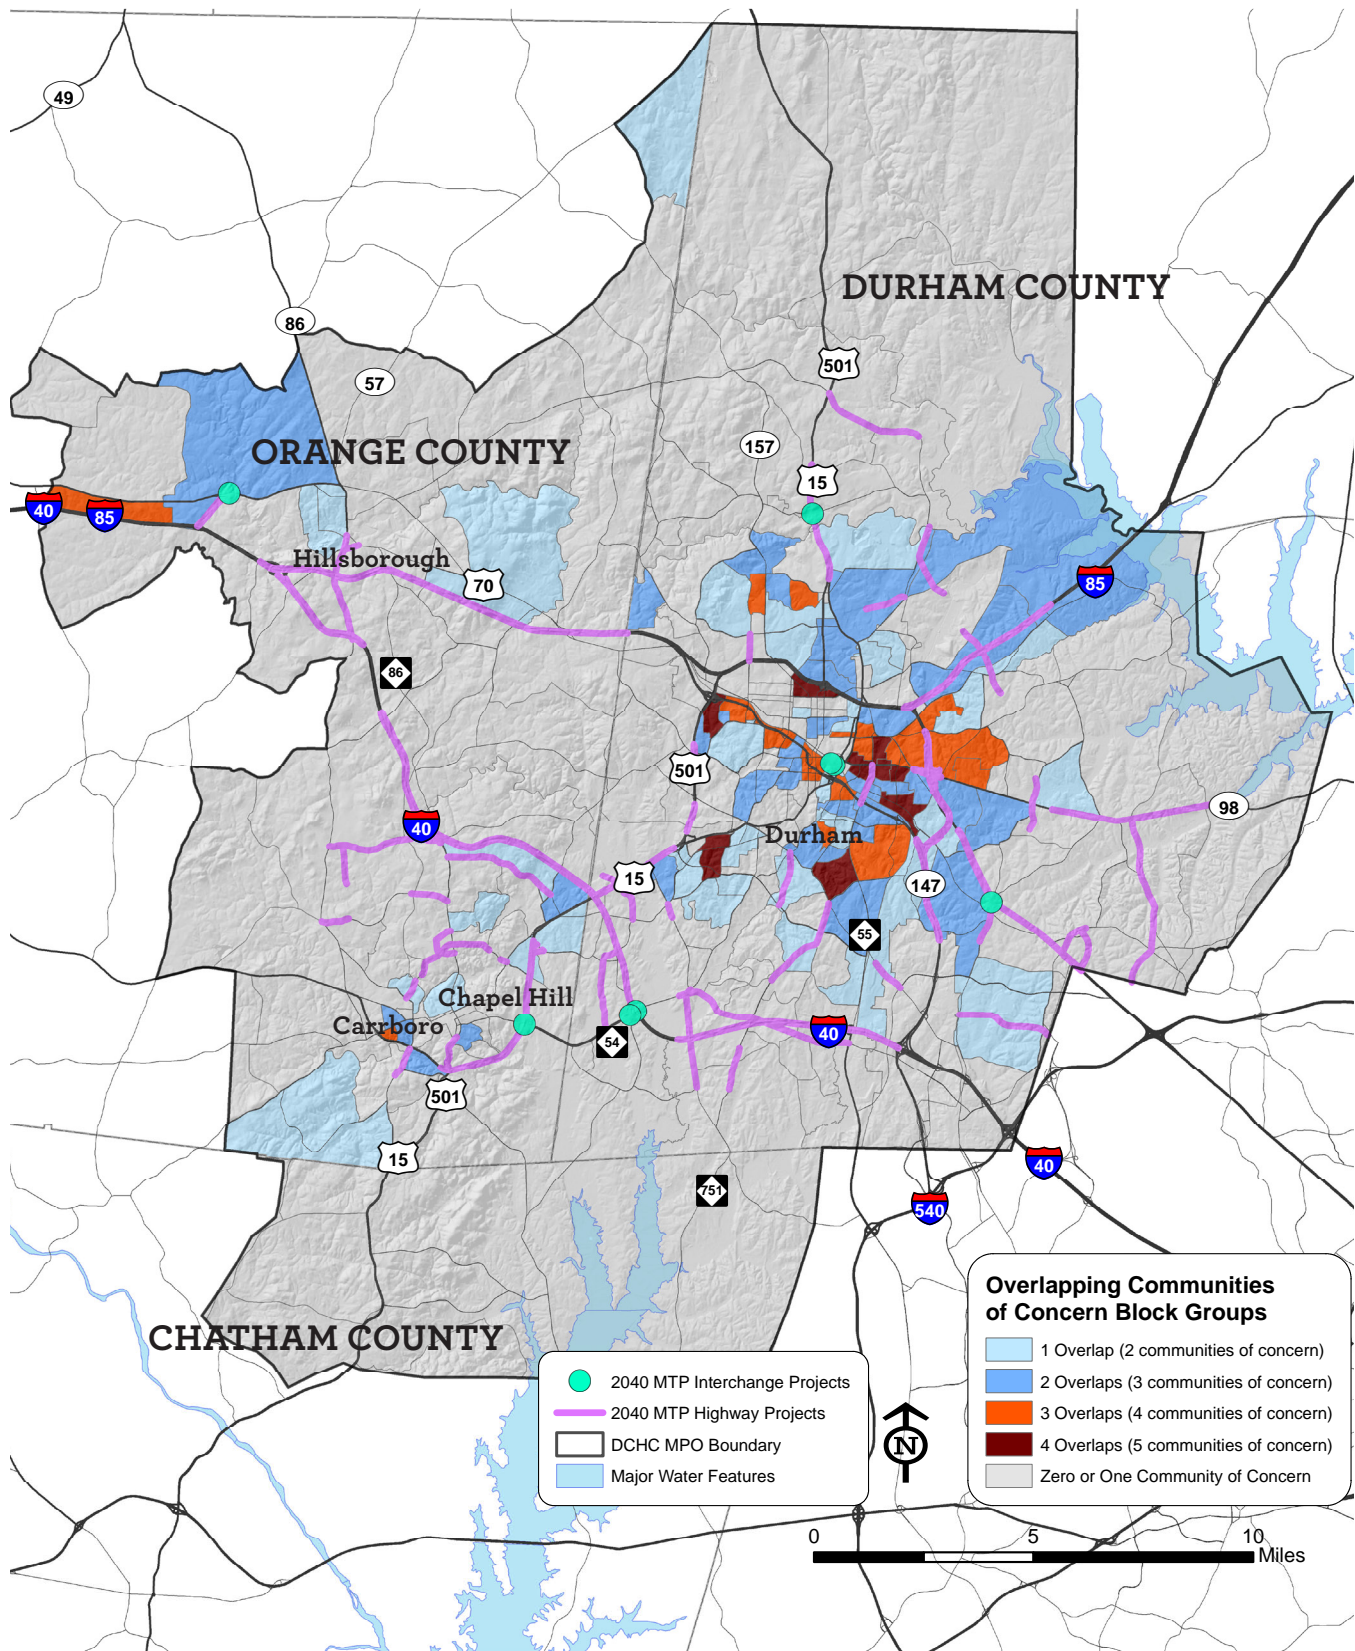 49
DURHAM COUNTY
86
501
57
157
ORANGE COUNTY
15
40
85
Hillsborough
70
85
86
501
98
40
Durham
15
147
55
Chapel Hill
Carrboro
40
54
501
15
40
751
540
CHATHAM COUNTY
Overlapping Communities
of Concern Block Groups
1 Overlap (2 communities of concern)
2 Overlaps (3 communities of concern)
3 Overlaps (4 communities of concern)
4 Overlaps (5 communities of concern)
Zero or One Community of Concern
2040 MTP Interchange Projects
2040 MTP Highway Projects
DCHC MPO Boundary
Major Water Features
N
0 5 10
Miles